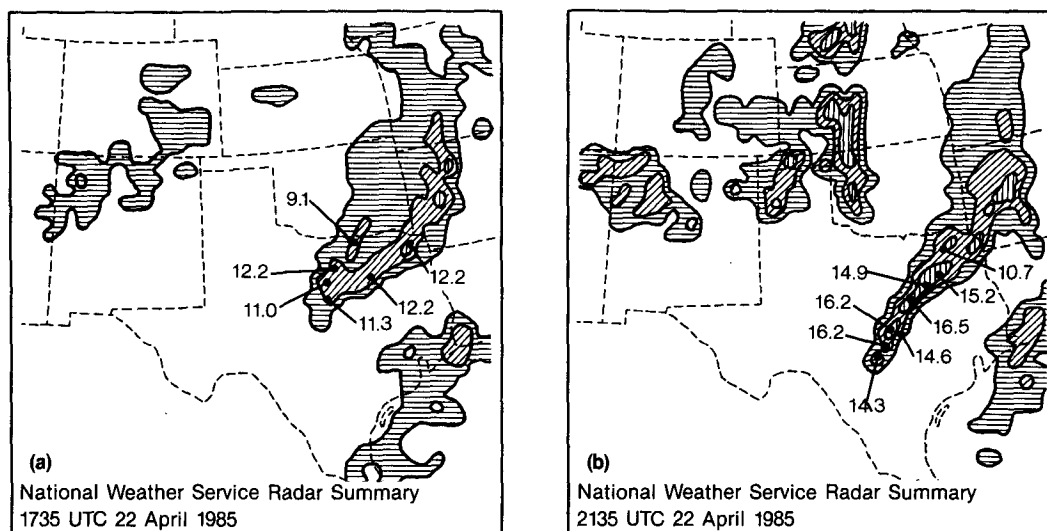 9.1
12.2
11.0
11.3
12.2
12.2
(a)
National Weather Service Radar Summary
1735 UTC 22 April 1985
14.9
16.2
16.2
14.3
10.7
15.2
16.5
14.6
(b)
National Weather Service Radar Summary
2135 UTC 22 April 1985